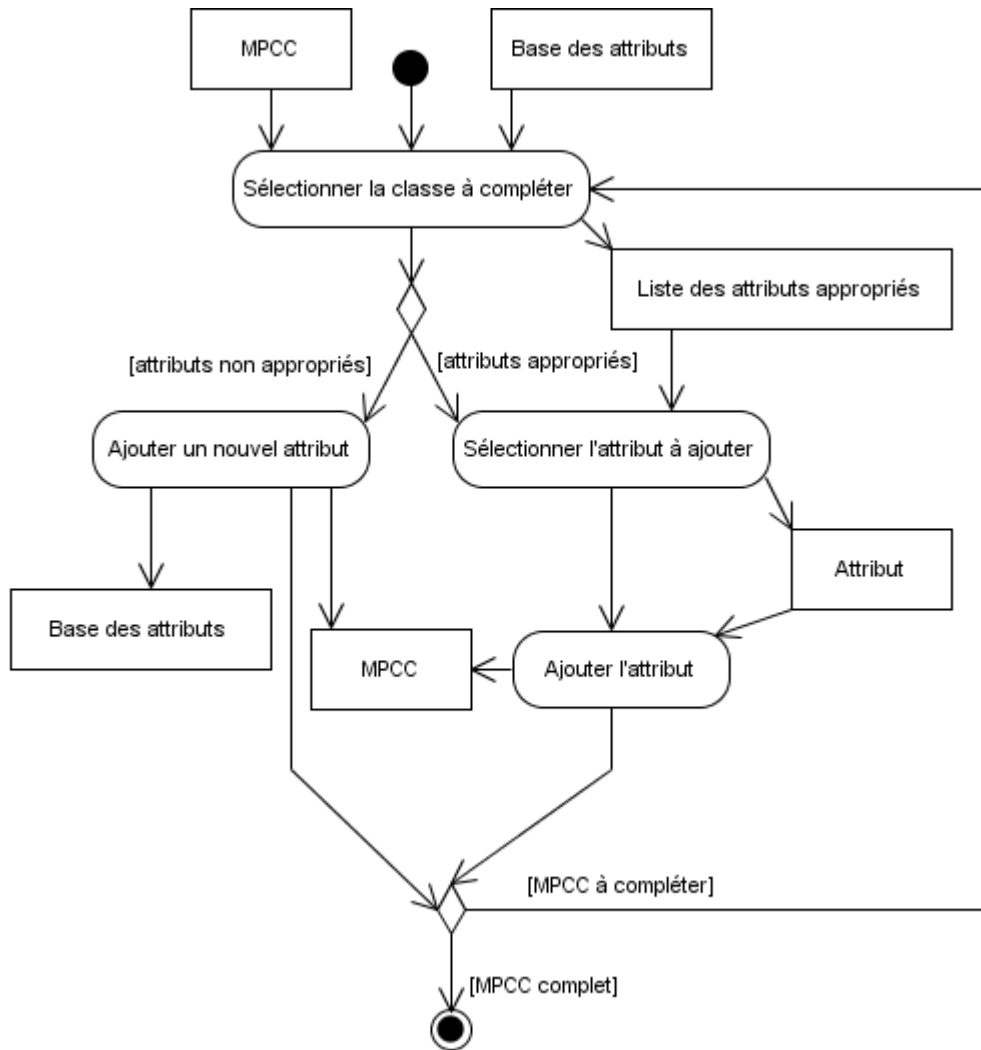 MPCC
Base des attributs
Sélectionner la classe à compléter
Liste des attributs appropriés
[attributs non appropriés]
[attributs appropriés]
Ajouter un nouvel attribut
Sélectionner l'attribut à ajouter
Attribut
Base des attributs
MPCC
Ajouter l'attribut
[MPCC à compléter]
[MPCC complet]